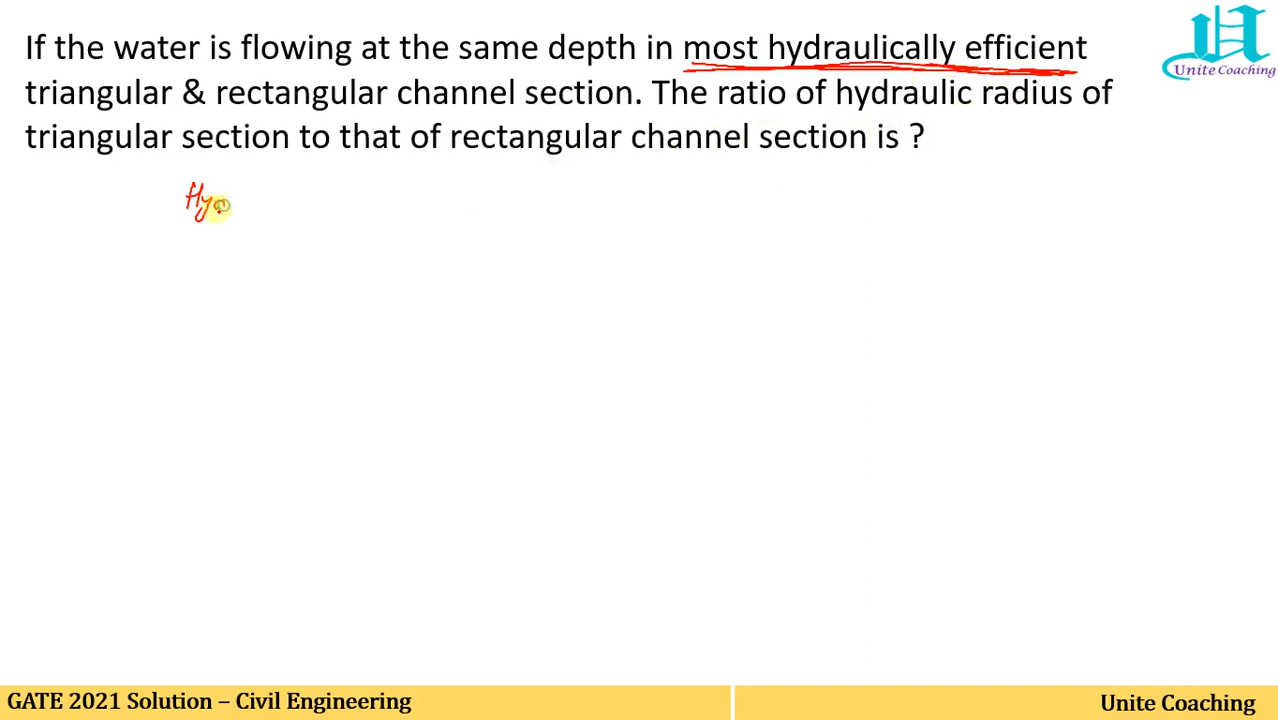 If the water is flowing at the same depth in most hydraulically efficient
triangular & rectangular channel section. The ratio of hydraulic radius of
triangular section to that of rectangular channel section is ?
Unite Coaching
Hy
GATE 2021 Solution – Civil Engineering
Unite Coaching